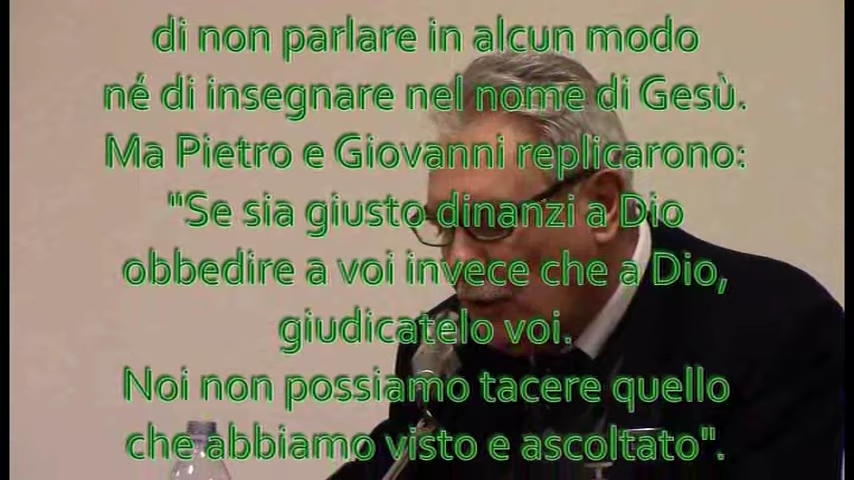 di non parlare in alcun modo
né di insegnare nel nome di Gesù.
Ma Pietro e Giovanni replicarono:
"Se sia giusto dinanzi a Dio
obbedire a voi invece che a Dio,
giudicatelo voi.
Noi non possiamo tacere quello
che abbiamo visto e ascoltato".